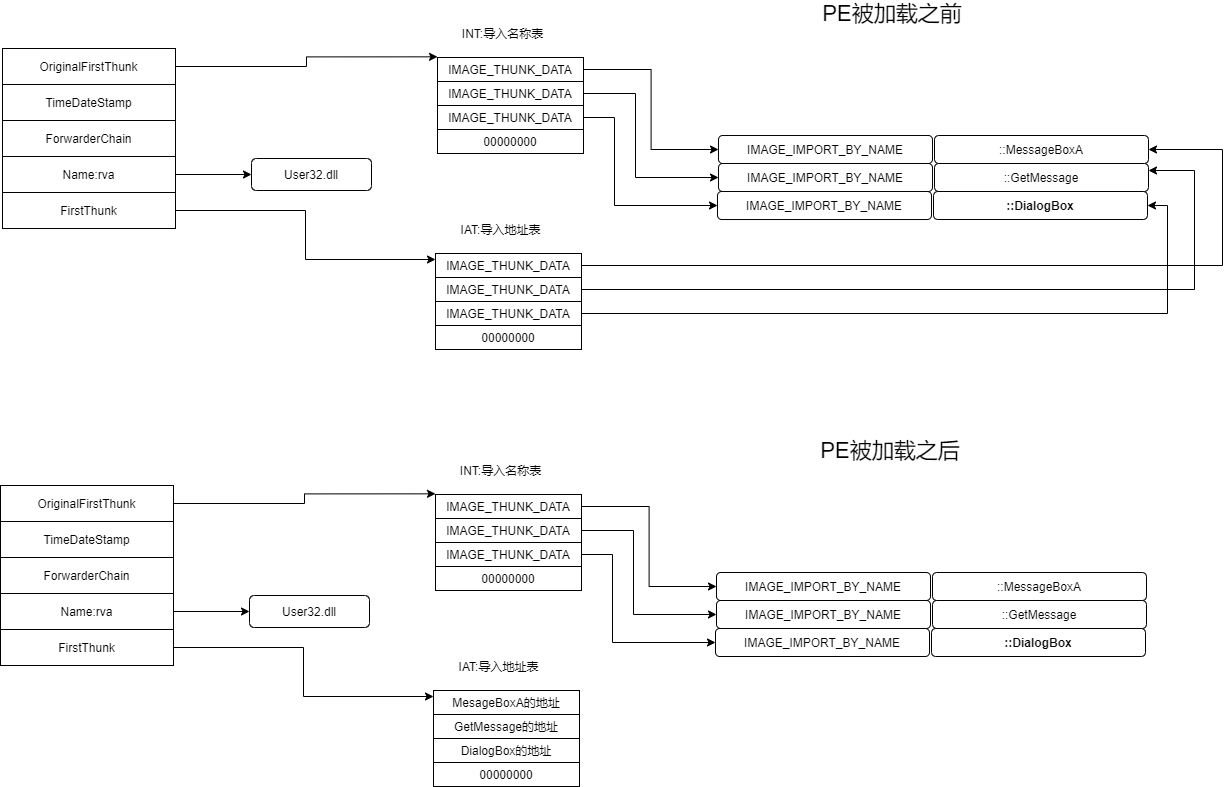 PE被加载之前
INT:导入名称表
OriginalFirstThunk
TimeDateStamp
ForwarderChain
Name:rva
FirstThunk
User32.dll
IMAGE_THUNK_DATA
IMAGE_THUNK_DATA
IMAGE_THUNK_DATA
00000000
IMAGE_IMPORT_BY_NAME
::MessageBoxA
IMAGE_IMPORT_BY_NAME
::GetMessage
IMAGE_IMPORT_BY_NAME
::DialogBox
IAT:导入地址表
IMAGE_THUNK_DATA
IMAGE_THUNK_DATA
IMAGE_THUNK_DATA
00000000
PE被加载之后
INT:导入名称表
OriginalFirstThunk
TimeDateStamp
ForwarderChain
Name:rva
FirstThunk
User32.dll
IMAGE_THUNK_DATA
IMAGE_THUNK_DATA
IMAGE_THUNK_DATA
00000000
IMAGE_IMPORT_BY_NAME
::MessageBoxA
IMAGE_IMPORT_BY_NAME
::GetMessage
IMAGE_IMPORT_BY_NAME
::DialogBox
IAT:导入地址表
MesageBoxA的地址
GetMessage的地址
DialogBox的地址
00000000